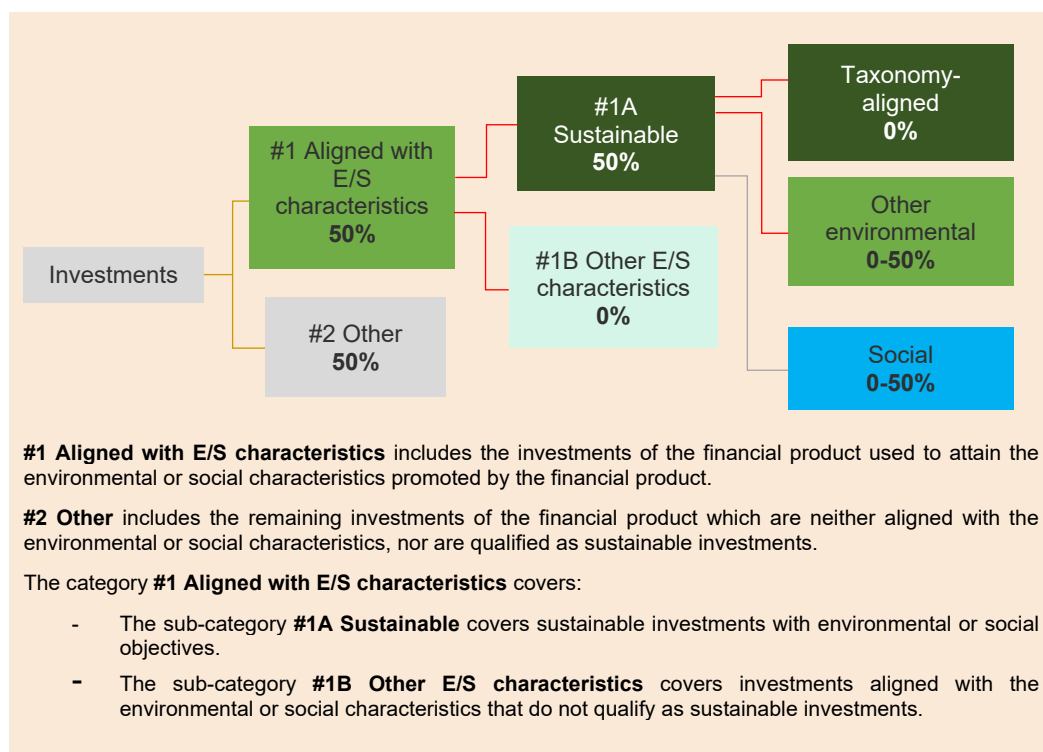 Investments
#1 Aligned with
E/S
characteristics
50%
#2 Other
50%
#1A
Sustainable
50%
#1B Other E/S
characteristics
0%
Taxonomy-
aligned
0%
Other
environmental
0-50%
Social
0-50%
#1 Aligned with E/S characteristics includes the investments of the financial product used to attain the
environmental or social characteristics promoted by the financial product.
#2 Other includes the remaining investments of the financial product which are neither aligned with the
environmental or social characteristics, nor are qualified as sustainable investments.
The category #1 Aligned with E/S characteristics covers:
- The sub-category #1A Sustainable covers sustainable investments with environmental or social
objectives.
- The sub-category #1B Other E/S characteristics covers investments aligned with the
environmental or social characteristics that do not qualify as sustainable investments.